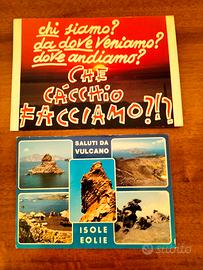 chi siamo?
da dove veniamo?
dove andiamo?
CHE
CACCHIO
FACCIAMO?!?
SALUTI DA
VULCANO
ISOLE
EOLIE
subito